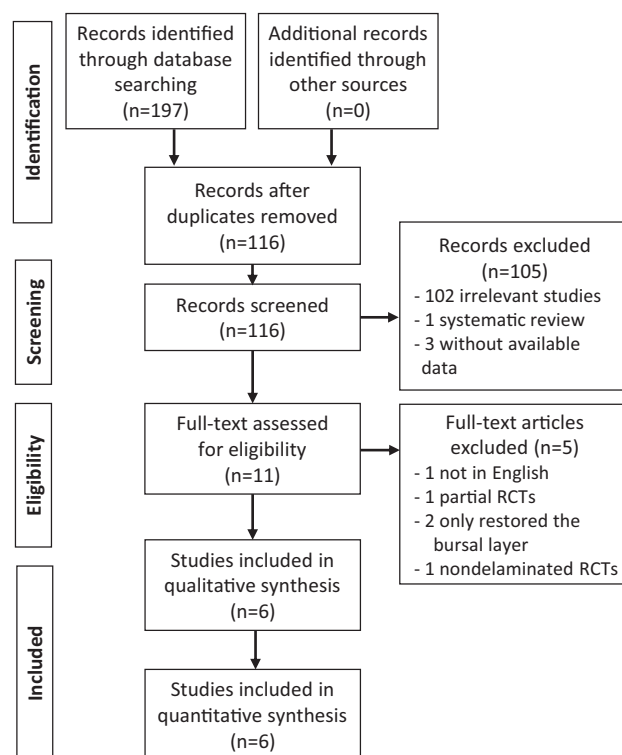 Identification
Records identified
through database
searching
(n=197)
Additional records
identified through
other sources
(n=0)
Records after
duplicates removed
(n=116)
Screening
Records screened
(n=116)
Records excluded
(n=105)
- 102 irrelevant studies
- 1 systematic review
- 3 without available
data
Eligibility
Full-text assessed
for eligibility
(n=11)
Full-text articles
excluded (n=5)
- 1 not in English
- 1 partial RCTs
- 2 only restored the
bursal layer
- 1 nondelaminated RCTs
Included
Studies included in
qualitative synthesis
(n=6)
Studies included in
quantitative synthesis
(n=6)